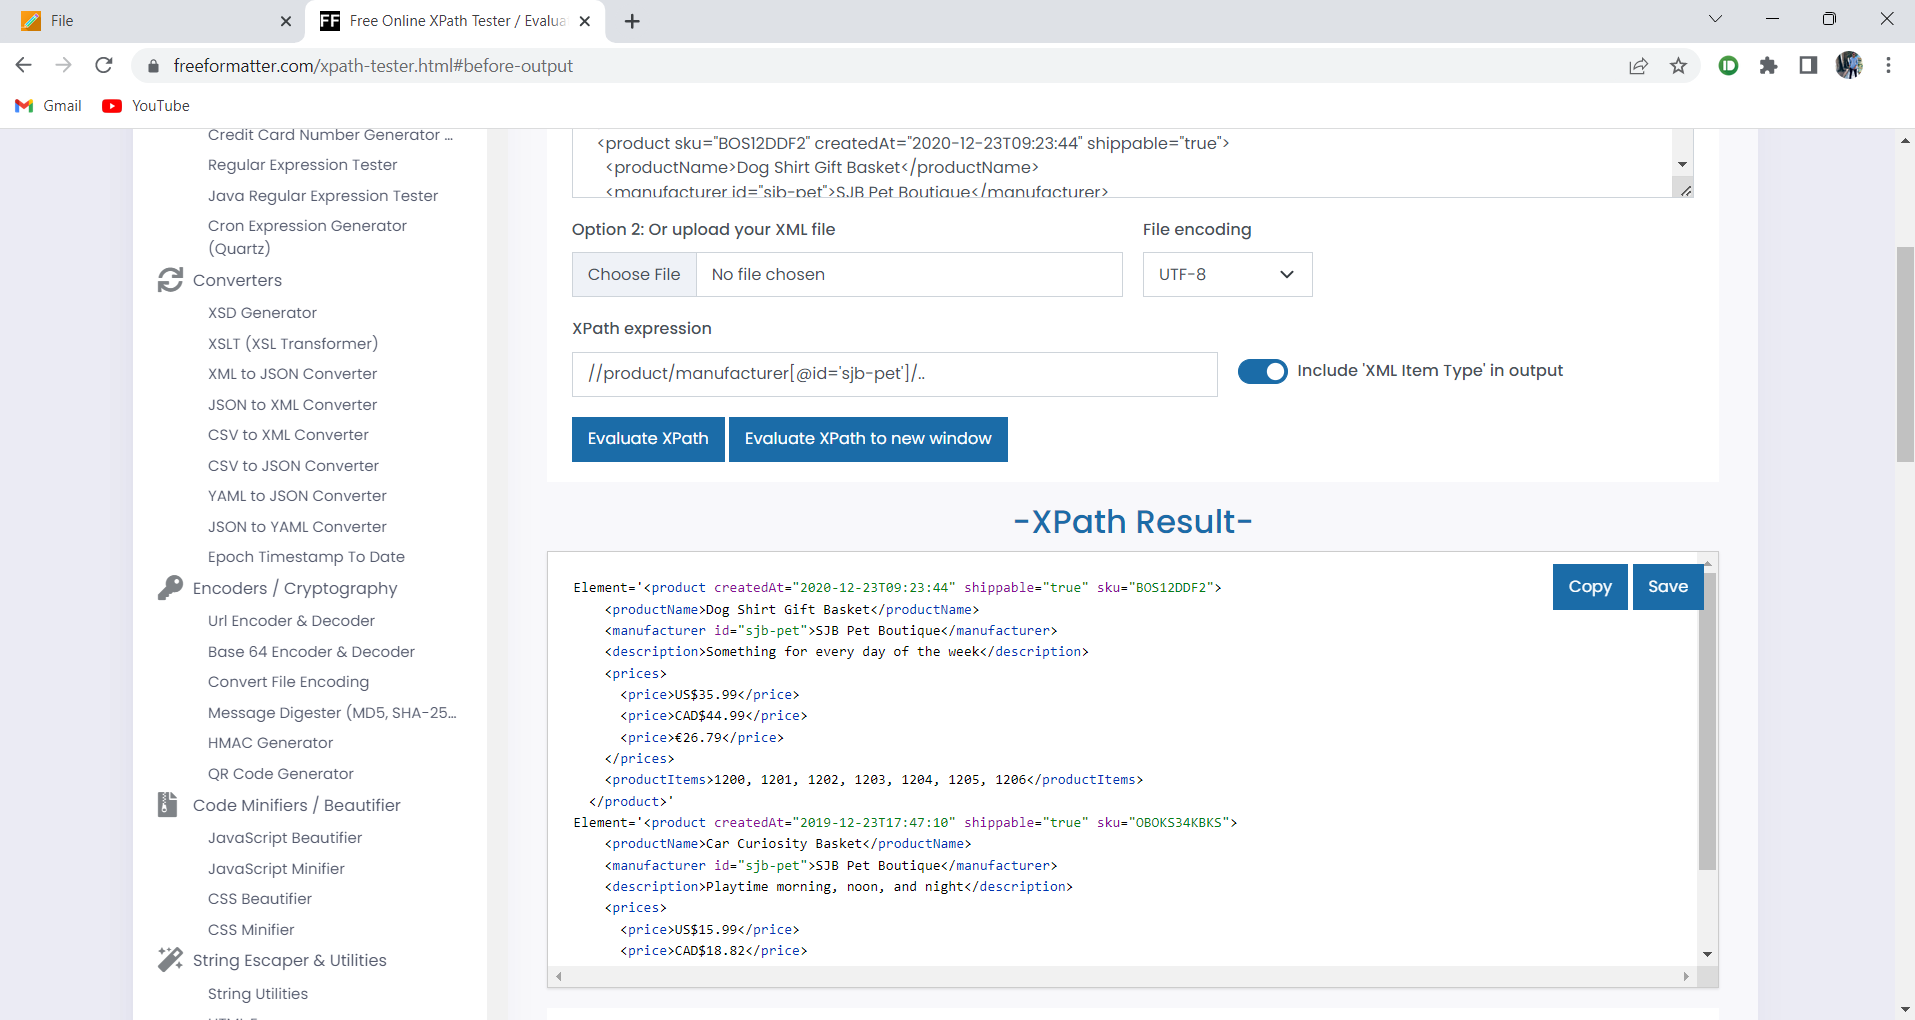 File
Free Online XPath Tester / Evalua
freeformatter.com/xpath-tester.html#before-output
Gmail
YouTube
Credit Card Number Generator ...
Regular Expression Tester
Java Regular Expression Tester
Cron Expression Generator
(Quartz)
Converters
XSD Generator
XSLT (XSL Transformer)
XML to JSON Converter
JSON to XML Converter
CSV to XML Converter
CSV to JSON Converter
YAML to JSON Converter
JSON to YAML Converter
Epoch Timestamp To Date
Encoders / Cryptography
Url Encoder & Decoder
Base 64 Encoder & Decoder
Convert File Encoding
Message Digester (MD5, SHA-25...
HMAC Generator
QR Code Generator
Code Minifiers / Beautifier
JavaScript Beautifier
JavaScript Minifier
CSS Beautifier
CSS Minifier
String Escaper & Utilities
String Utilities
<product sku="BOS12DDF2" createdAt="2020-12-23T09:23:44" shippable="true">
<productName>Dog Shirt Gift Basket</productName>
<manufacturer id="sjb-pet">SJB Pet Boutique</manufacturer>
Option 2: Or upload your XML file
File encoding
Choose File
No file chosen
UTF-8
XPath expression
//product/manufacturer[@id='sjb-pet']/..
Include 'XML Item Type' in output
Evaluate XPath
Evaluate XPath to new window
-XPath Result-
Copy
Save
Element='<product createdAt="2020-12-23T09:23:44" shippable="true" sku="BOS12DDF2">
<productName>Dog Shirt Gift Basket</productName>
<manufacturer id="sjb-pet">SJB Pet Boutique</manufacturer>
<description>Something for every day of the week</description>
<prices>
<price>US$35.99</price>
<price>CAD$44.99</price>
<price>€26.79</price>
</prices>
<productItems>1200, 1201, 1202, 1203, 1204, 1205, 1206</productItems>
</product>'
Element='<product createdAt="2019-12-23T17:47:10" shippable="true" sku="OBOKS34KBKS">
<productName>Car Curiosity Basket</productName>
<manufacturer id="sjb-pet">SJB Pet Boutique</manufacturer>
<description>Playtime morning, noon, and night</description>
<prices>
<price>US$15.99</price>
<price>CAD$18.82</price>